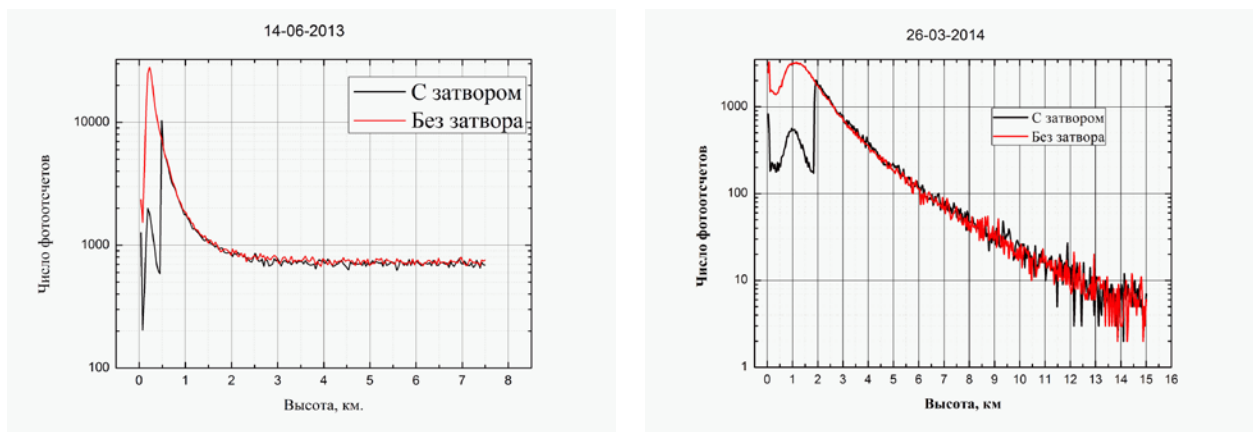 14-06-2013
Число фотоотсчетов
10000
1000
100
С затвором
Без затвора
0 1 2 3 4 5 6 7 8
Высота, км.
26-03-2014
Число фотоотсчетов
1000
100
10
1
С затвором
Без затвора
0 1 2 3 4 5 6 7 8 9 10 11 12 13 14 15 16
Высота, км